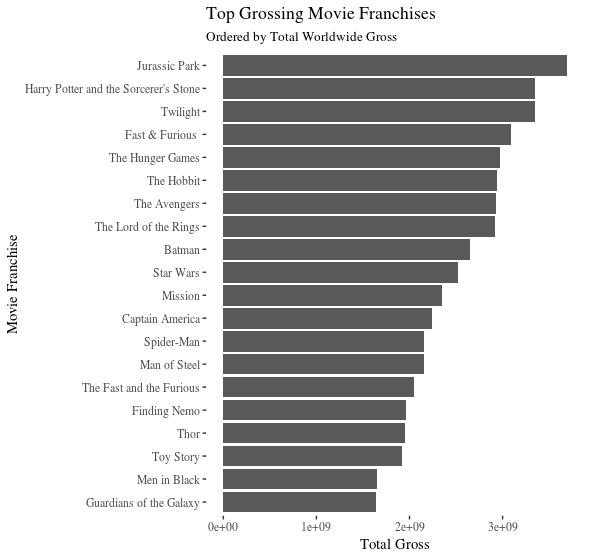 Top Grossing Movie Franchises
Ordered by Total Worldwide Gross
Movie Franchise
Jurassic Park
Harry Potter and the Sorcerer's Stone
Twilight
Fast & Furious
The Hunger Games
The Hobbit
The Avengers
The Lord of the Rings
Batman
Star Wars
Mission
Captain America
Spider-Man
Man of Steel
The Fast and the Furious
Finding Nemo
Thor
Toy Story
Men in Black
Guardians of the Galaxy
0e+00 1e+09 2e+09 3e+09
Total Gross